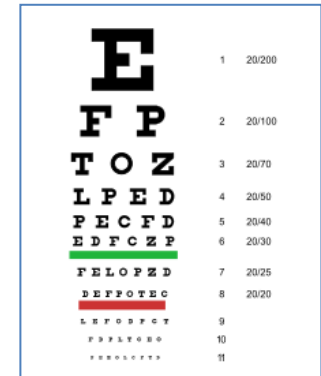 E 1 20/200
F P 2 20/100
T O Z 3 20/70
L P E D 4 20/50
P E C F D 5 20/40
E D F C Z P 6 20/30
F E L O P Z D 7 20/25
D E F P O T E C 8 20/20
L E F O D P C T 9
F D P L T C E O 10
11